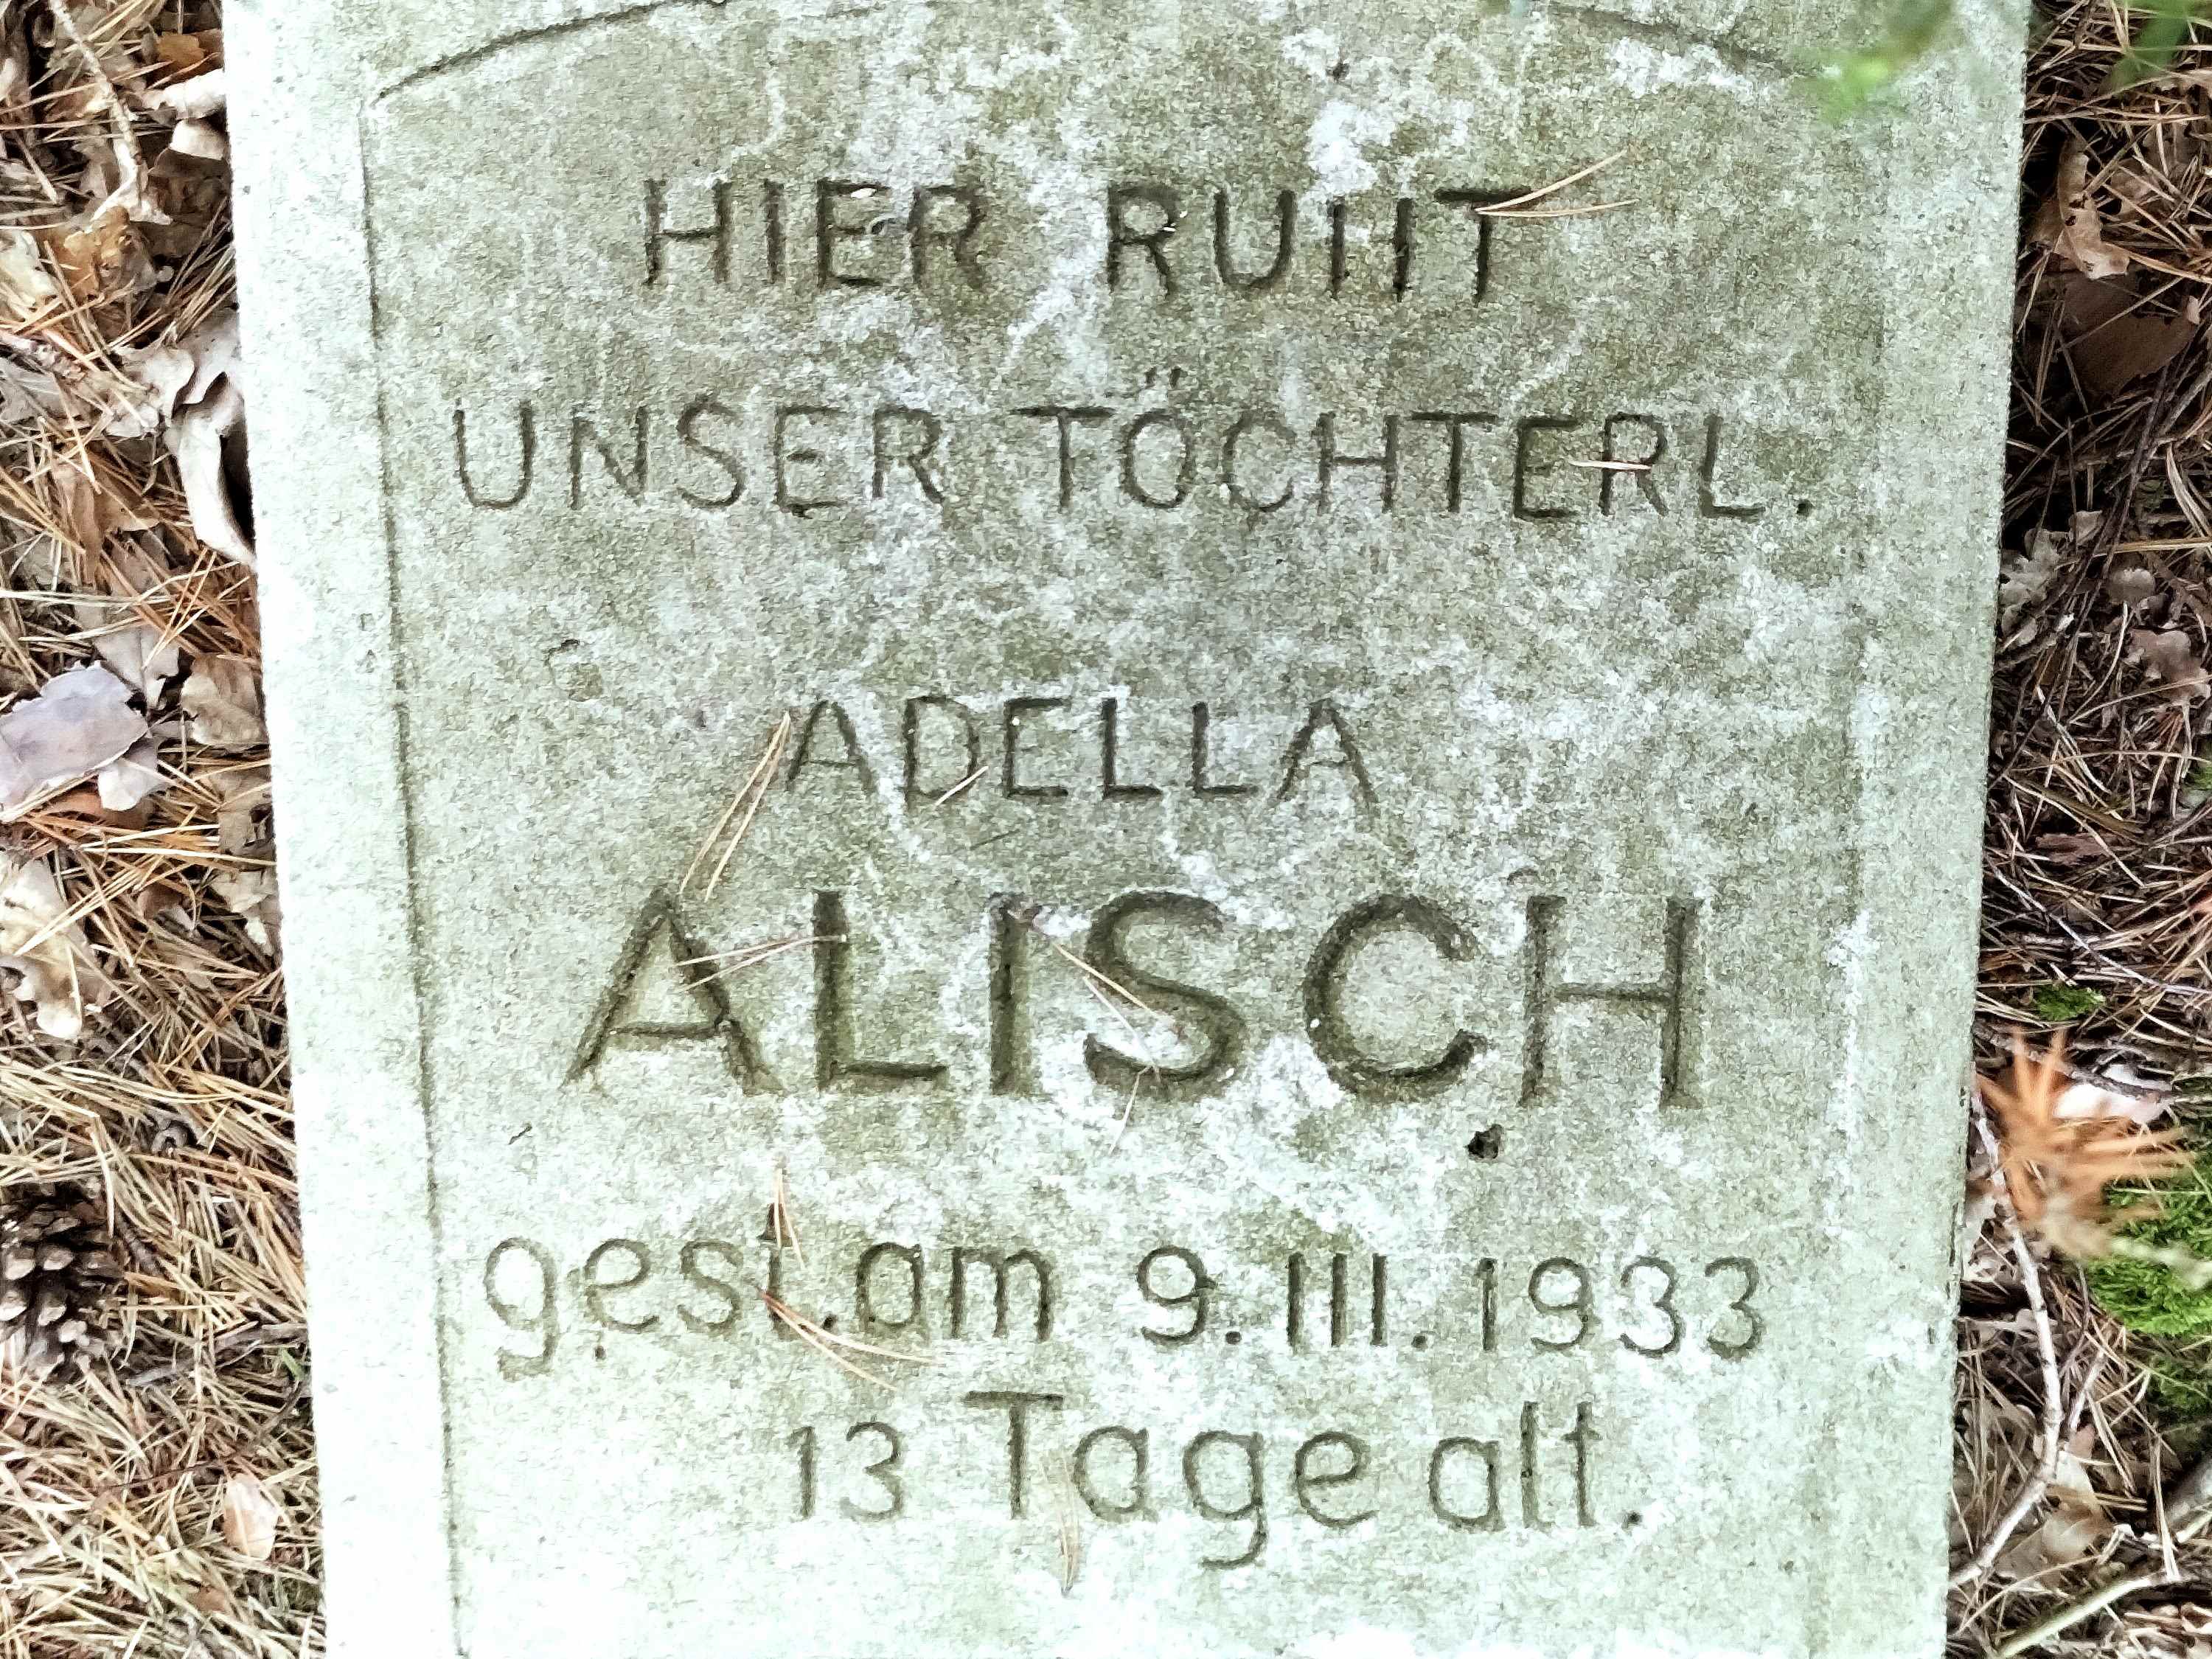 HIER RUHT
UNSER TÖCHTERL.
ADELLA
ALISCH
gest.am 9.III.1933
13 Tage alt.